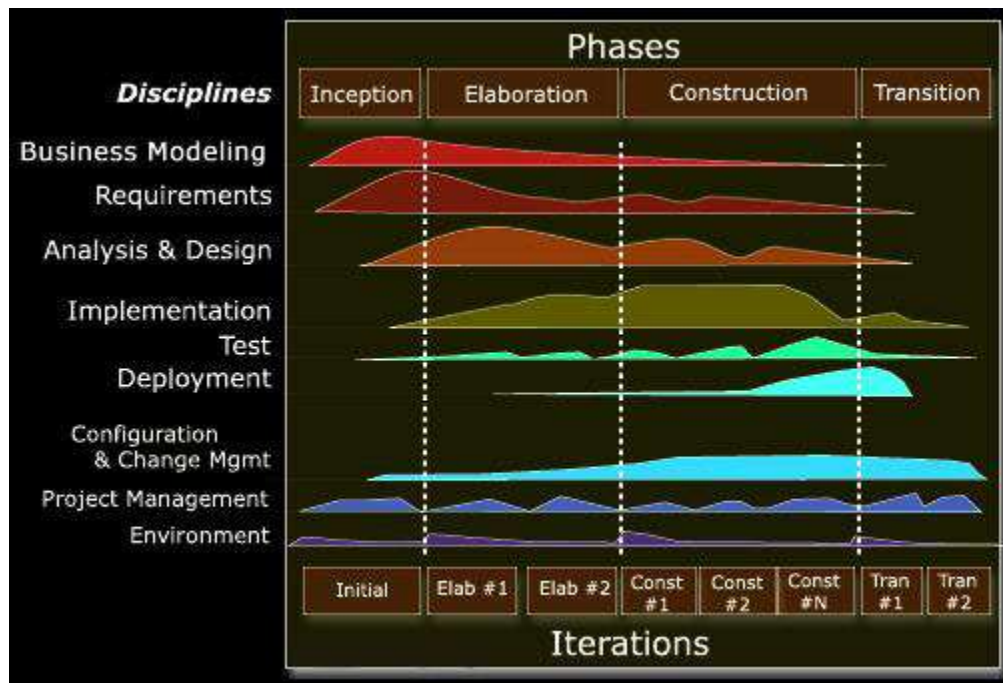 Phases
Disciplines
Inception
Elaboration
Construction
Transition
Business Modeling
Requirements
Analysis & Design
Implementation
Test
Deployment
Configuration
& Change Mgmt
Project Management
Environment
Initial
Elab #1
Elab #2
Const
#1
Const
#2
Const
#N
Tran
#1
Tran
#2
Iterations